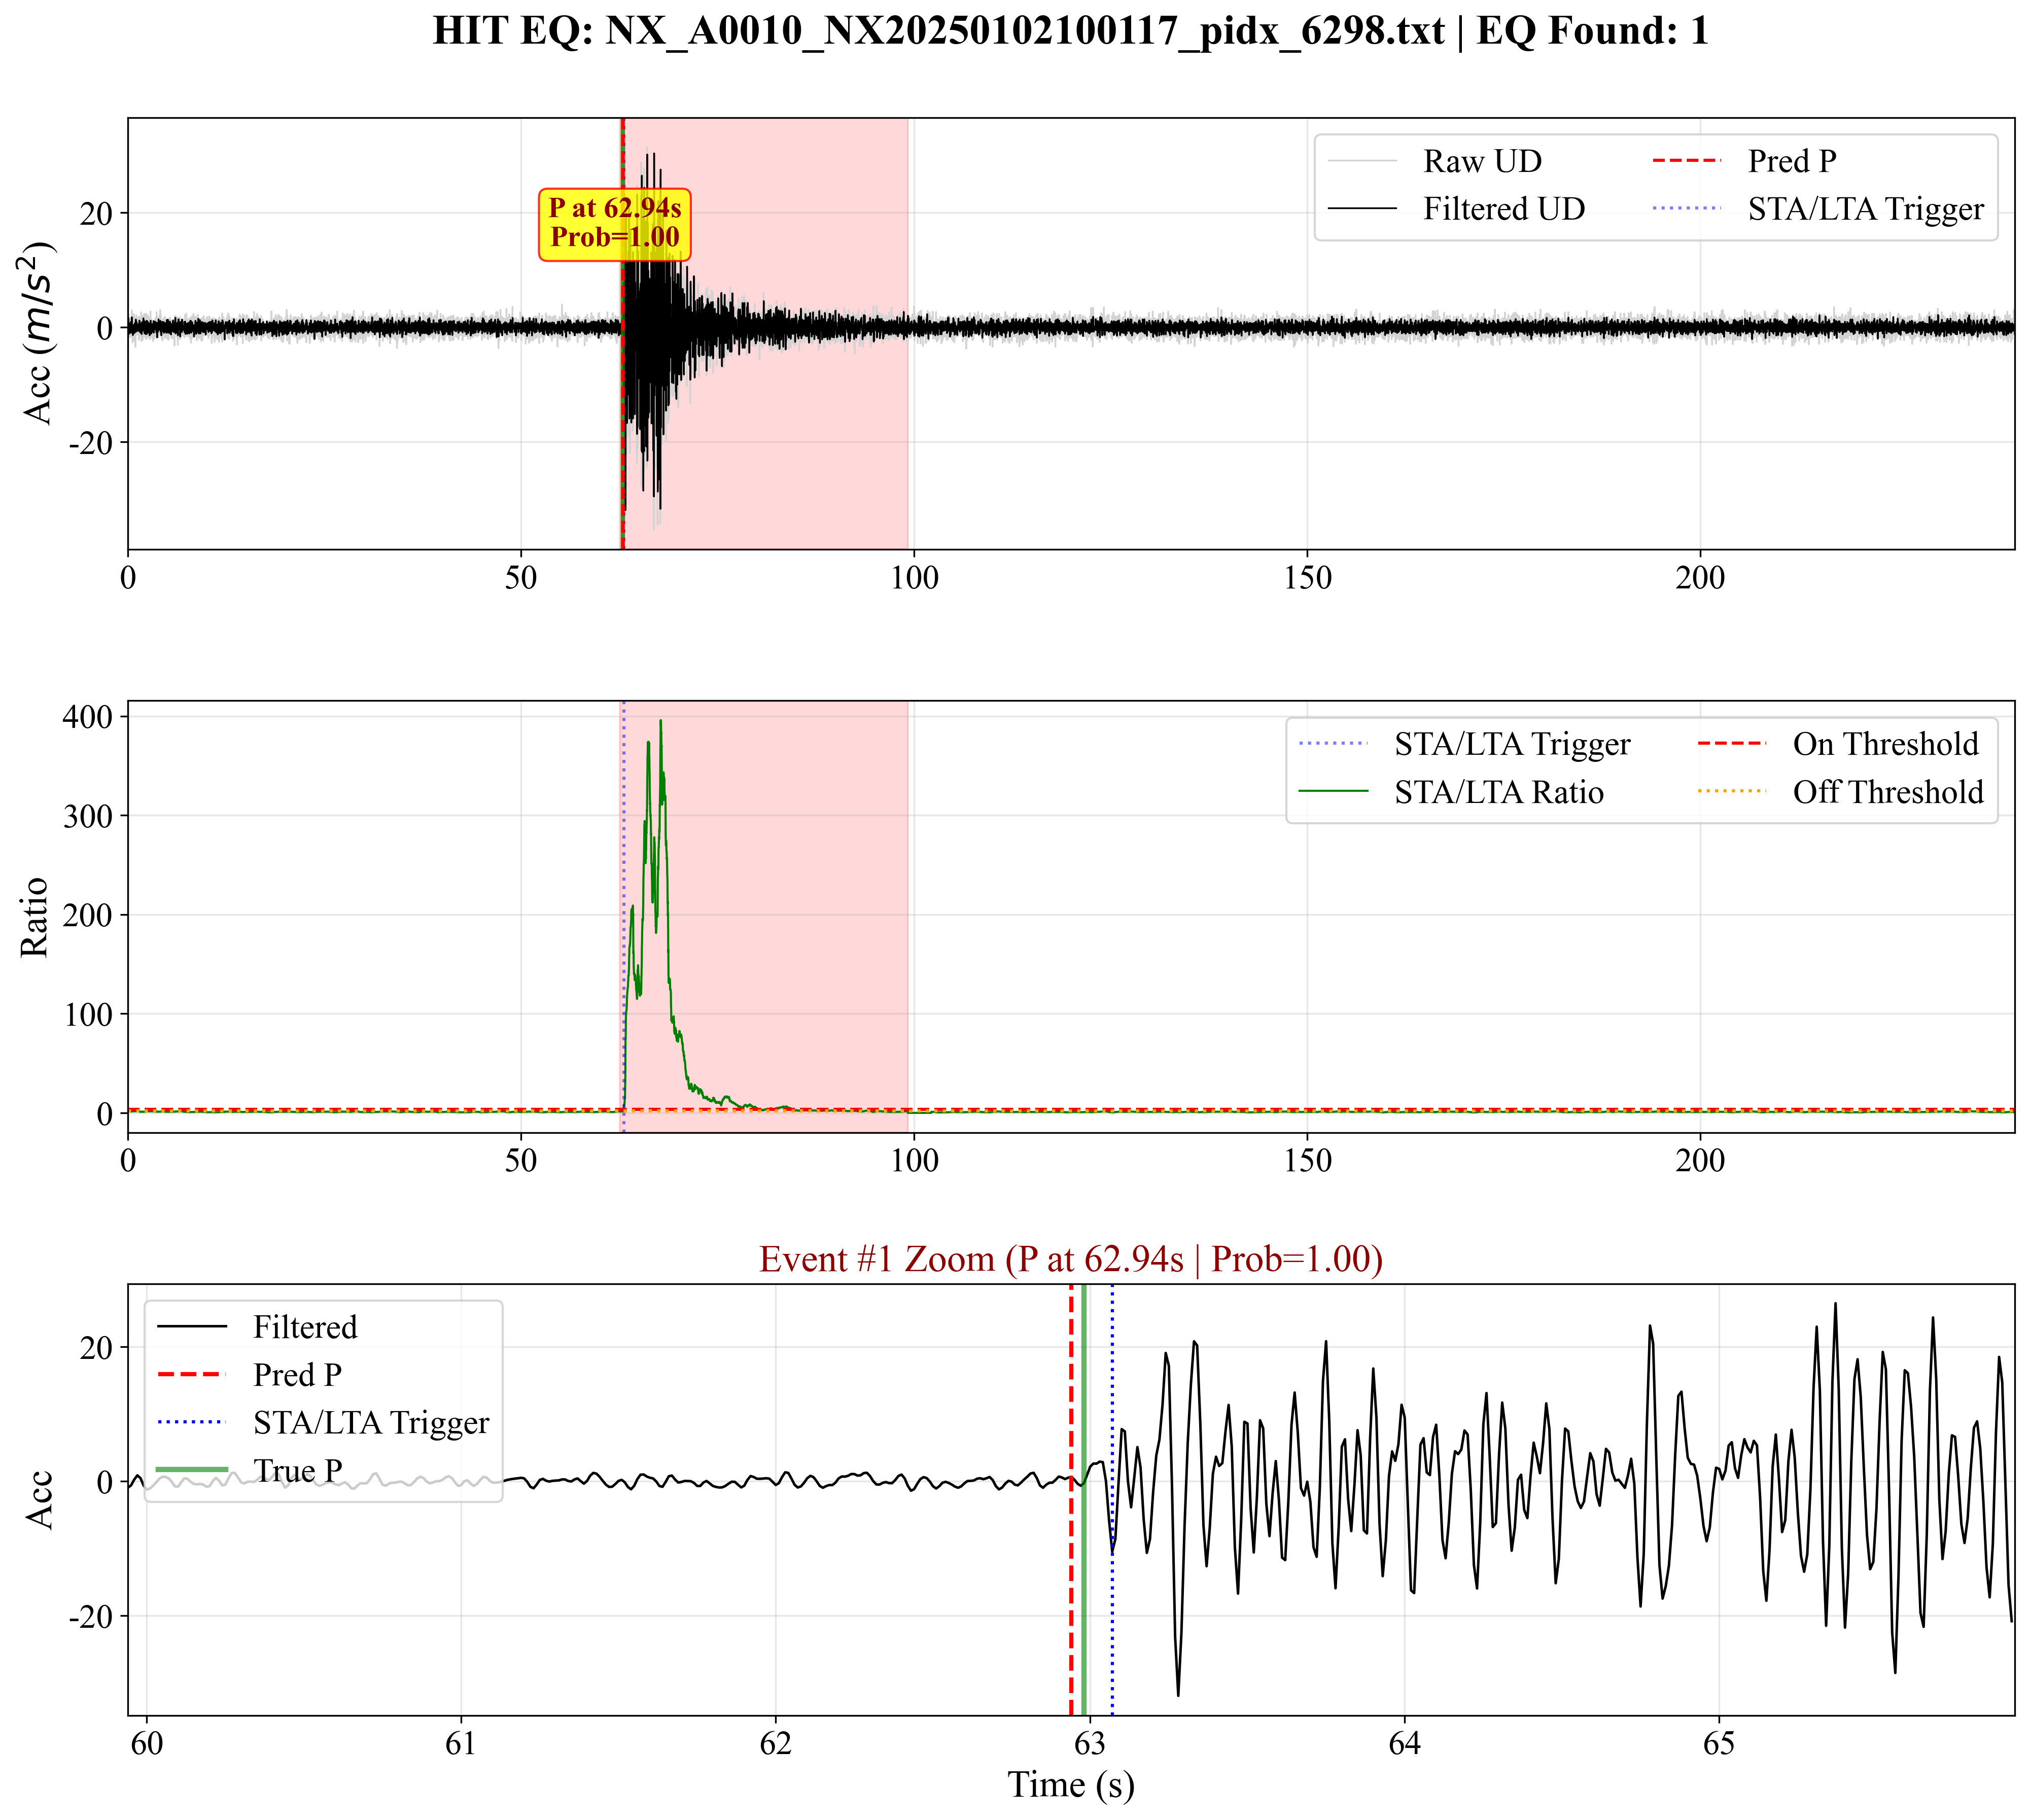 HIT EQ: NX_A0010_NX20250102100117_pidx_6298.txt | EQ Found: 1
Acc (m/s²)
20
0
-20
P at 62.94s
Prob=1.00
Raw UD
Filtered UD
Pred P
STA/LTA Trigger
0 50 100 150 200
Ratio
400
300
200
100
0
STA/LTA Trigger
STA/LTA Ratio
On Threshold
Off Threshold
0 50 100 150 200
Event #1 Zoom (P at 62.94s | Prob=1.00)
Acc
20
0
-20
Filtered
Pred P
STA/LTA Trigger
True P
60 61 62 63 64 65
Time (s)